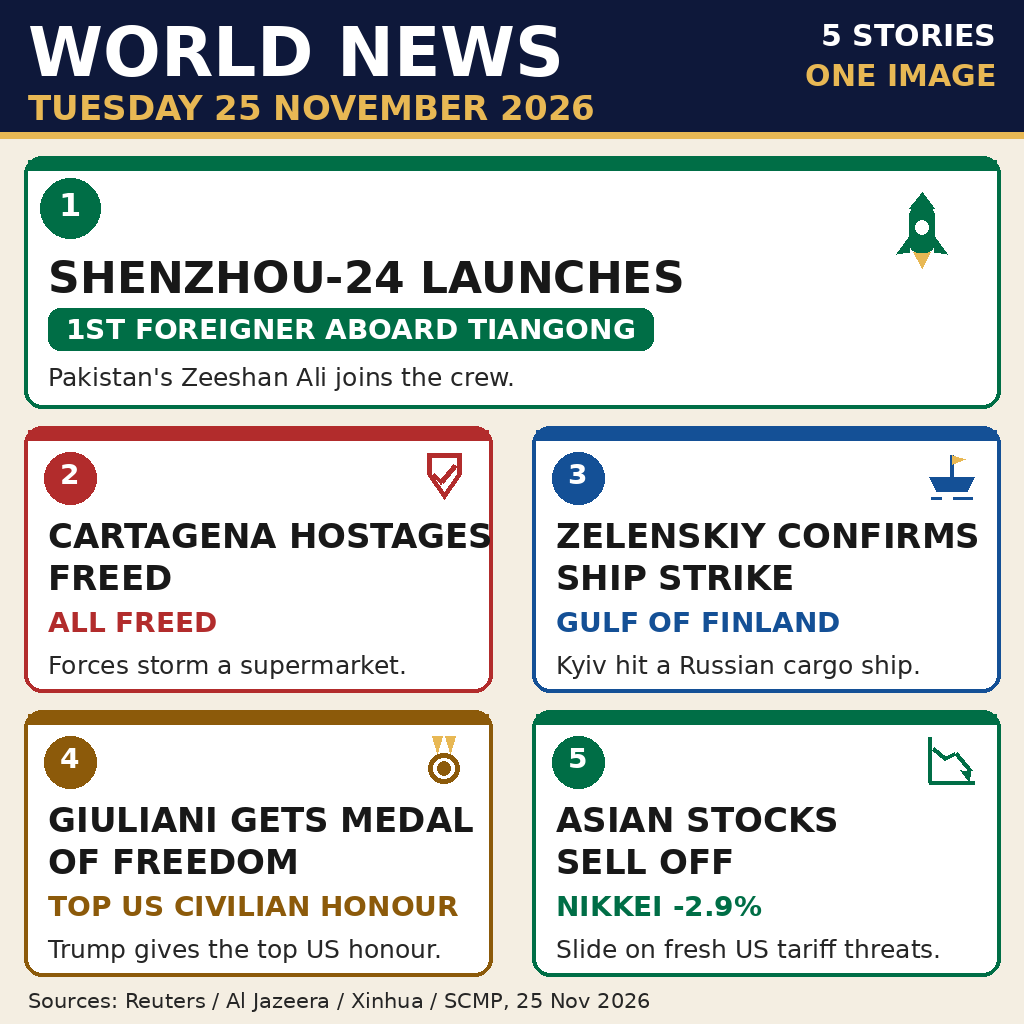 WORLD NEWS
TUESDAY 25 NOVEMBER 2026
5 STORIES
ONE IMAGE
1
SHENZHOU-24 LAUNCHES
1ST FOREIGNER ABOARD TIANGONG
Pakistan's Zeeshan Ali joins the crew.
2
CARTAGENA HOSTAGES
FREED
ALL FREED
Forces storm a supermarket.
3
ZELENSKIY CONFIRMS
SHIP STRIKE
GULF OF FINLAND
Kyiv hit a Russian cargo ship.
4
GIULIANI GETS MEDAL
OF FREEDOM
TOP US CIVILIAN HONOUR
Trump gives the top US honour.
5
ASIAN STOCKS
SELL OFF
NIKKEI -2.9%
Slide on fresh US tariff threats.
Sources: Reuters / Al Jazeera / Xinhua / SCMP, 25 Nov 2026